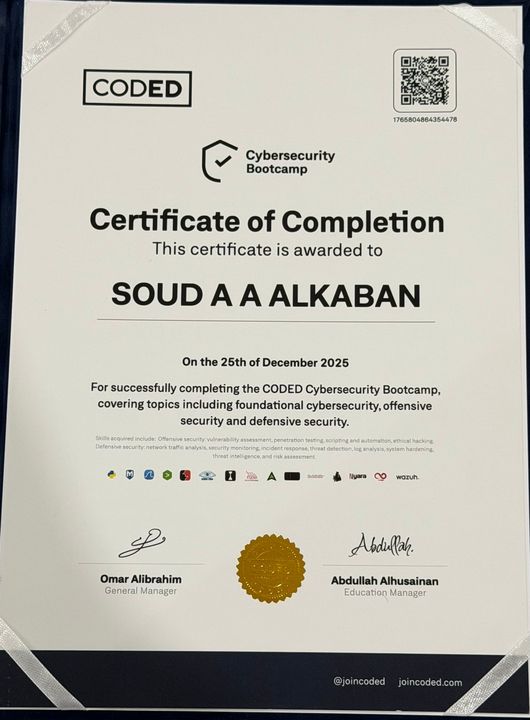 CODED
1765804864354478
Cybersecurity
Bootcamp
Certificate of Completion
This certificate is awarded to
SOUD A A ALKABAN
On the 25th of December 2025
For successfully completing the CODED Cybersecurity Bootcamp,
covering topics including foundational cybersecurity, offensive
security and defensive security.
Skills acquired include: Offensive security: vulnerability assessment, penetration testing, scripting and automation, ethical hacking.
Defensive security: network traffic analysis, security monitoring, incident response, threat detection, log analysis, system hardening,
threat intelligence, and risk assessment.
yara wazuh.
Abdullah.
Omar Alibrahim
General Manager
Abdullah Alhusainan
Education Manager
@joincoded joincoded.com